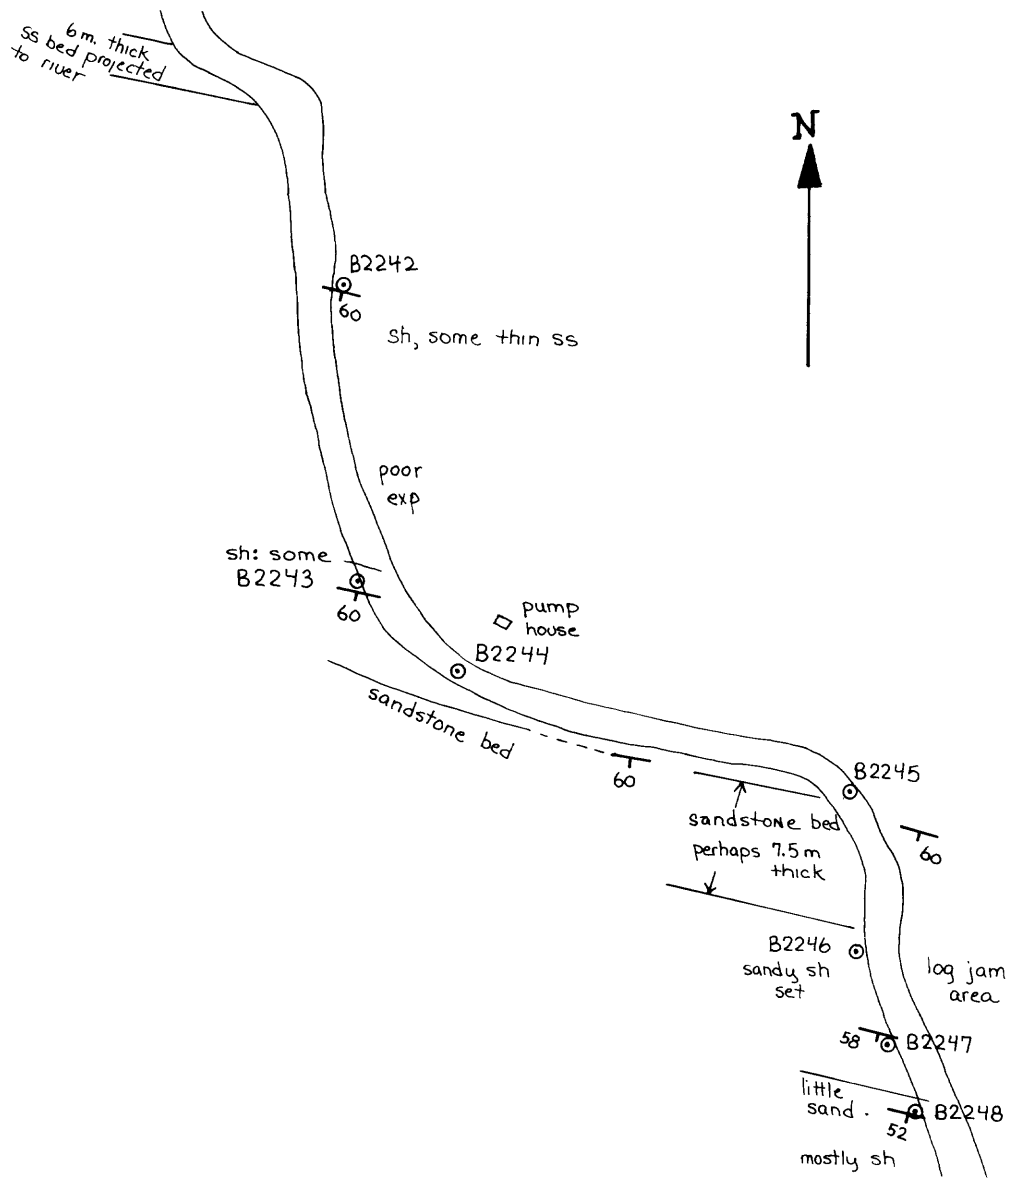 6 m. thick
ss bed projected
to river
N
B2242
60
Sh, some thin ss
poor
exp
sh: some
B2243
60
pump
house
B2244
sandstone bed
60
B2245
sandstone bed
perhaps 7.5 m
thick
60
B2246
sandy sh
set
log jam
area
58
B2247
little
sand.
B2248
52
mostly sh